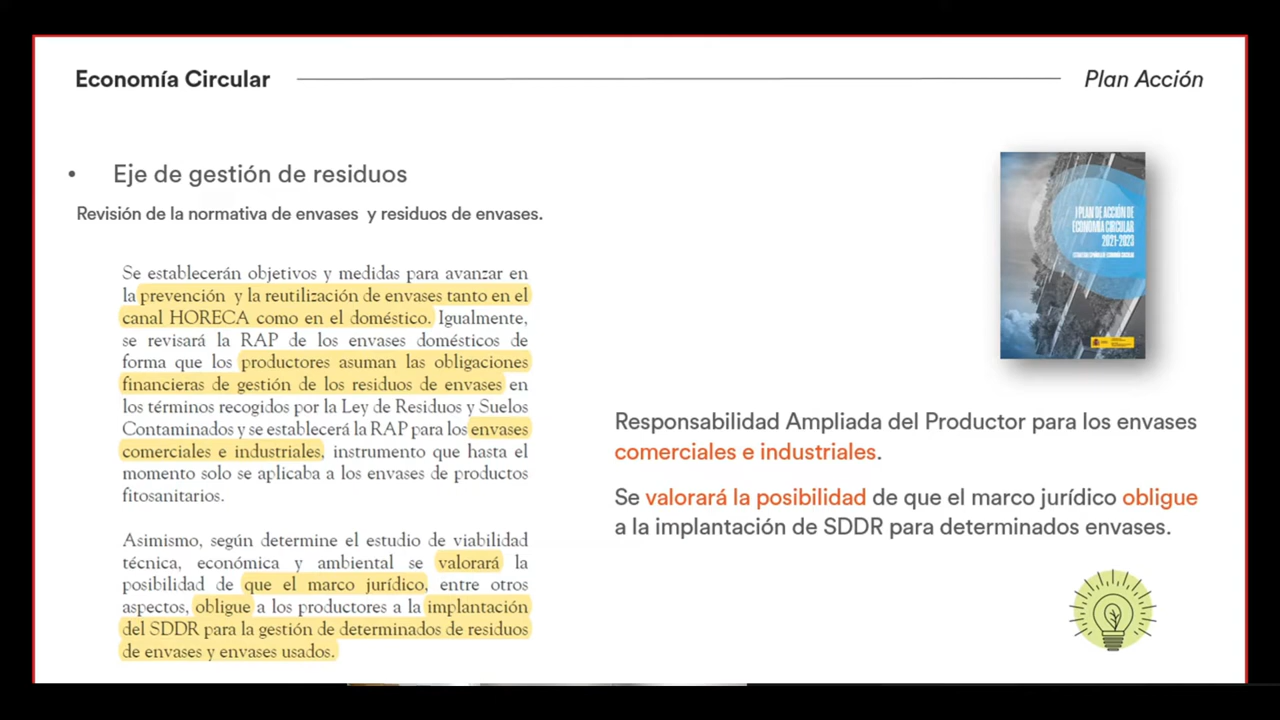 Economía Circular
Plan Acción
• Eje de gestión de residuos
Revisión de la normativa de envases y residuos de envases.
Se establecerán objetivos y medidas para avanzar en
la prevención y la reutilización de envases tanto en el
canal HORECA como en el doméstico. Igualmente,
se revisará la RAP de los envases domésticos de
forma que los productores asuman las obligaciones
financieras de gestión de los residuos de envases en
los términos recogidos por la Ley de Residuos y Suelos
Contaminados y se establecerá la RAP para los envases
comerciales e industriales, instrumento que hasta el
momento solo se aplicaba a los envases de productos
fitosanitarios.
Asimismo, según determine el estudio de viabilidad
técnica, económica y ambiental se valorará la
posibilidad de que el marco jurídico, entre otros
aspectos, obligue a los productores a la implantación
del SDDR para la gestión de determinados de residuos
de envases y envases usados.
I PLAN DE ACCIÓN DE
ECONOMÍA CIRCULAR
2021-2023
ESTRATEGIA ESPAÑOLA DE ECONOMÍA CIRCULAR
Responsabilidad Ampliada del Productor para los envases
comerciales e industriales.
Se valorará la posibilidad de que el marco jurídico obligue
a la implantación de SDDR para determinados envases.